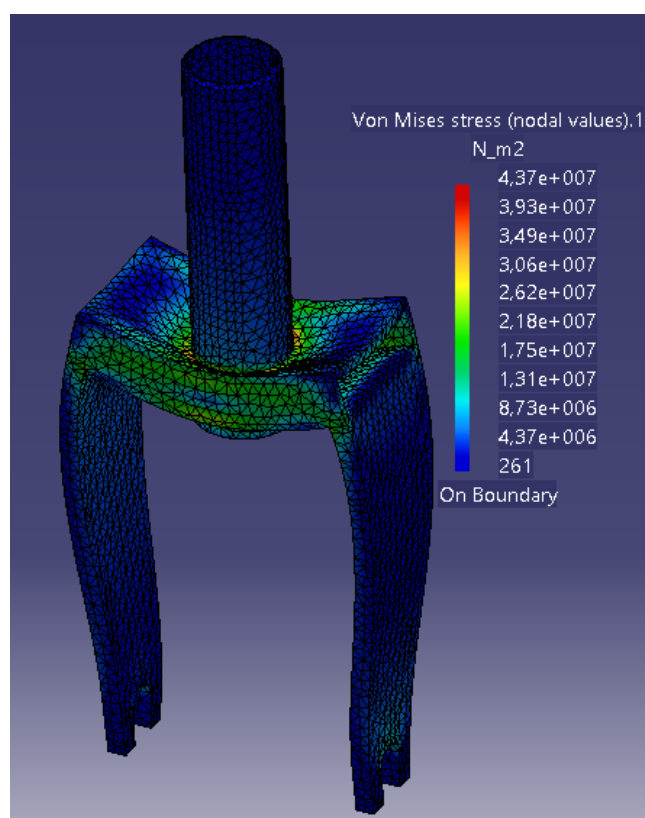 Von Mises stress (nodal values).1
N_m2
4,37e+007
3,93e+007
3,49e+007
3,06e+007
2,62e+007
2,18e+007
1,75e+007
1,31e+007
8,73e+006
4,37e+006
261
On Boundary